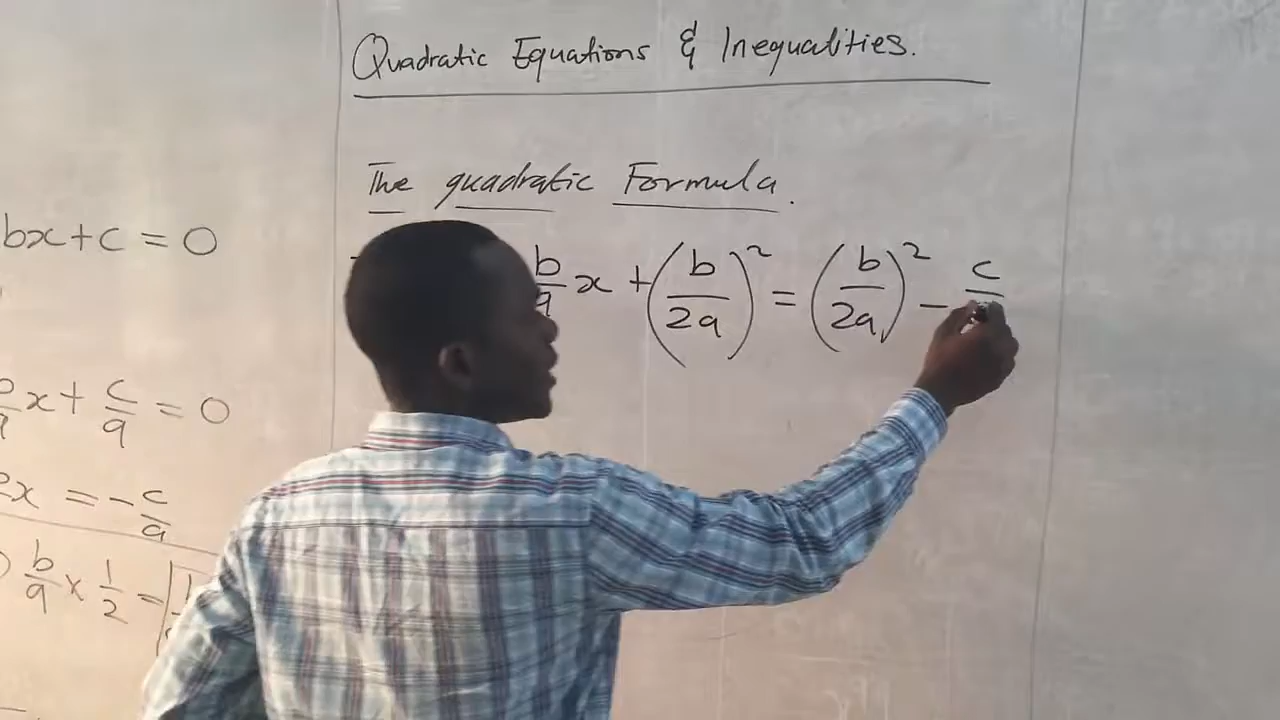 Quadratic Equations & Inequalities.
The quadratic Formula.
bx + c = 0
b/a x + (b/2a)² = (b/2a)² - c
x + c/a = 0
x = - c/a
b/a × 1/2 =